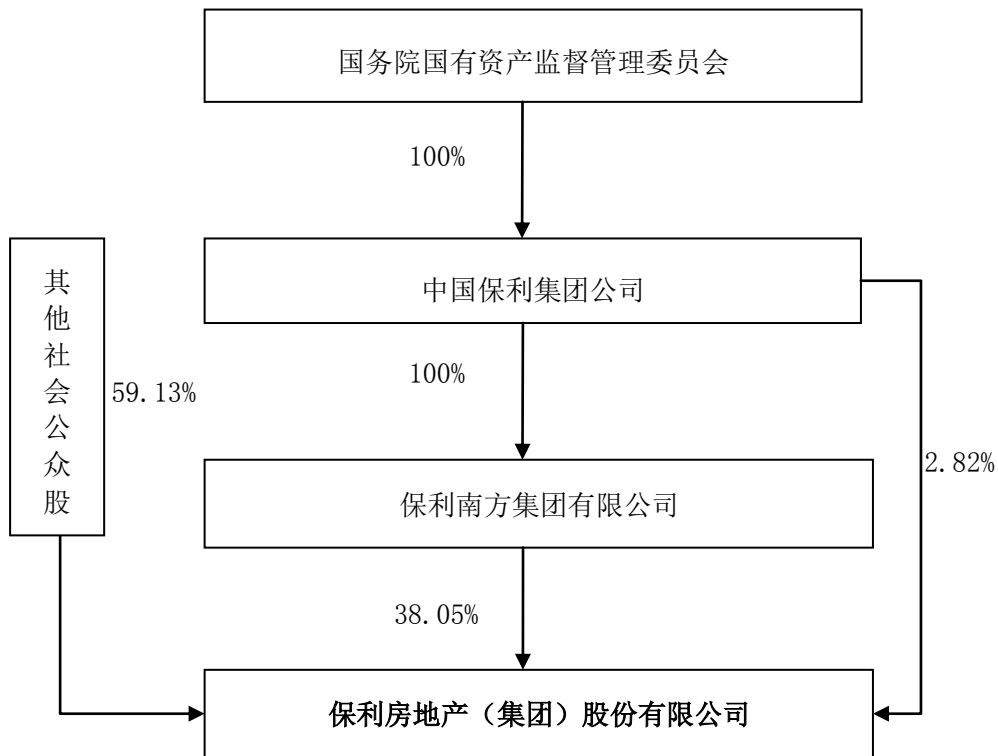 国务院国有资产监督管理委员会
100%
中国保利集团公司
其他社会公众股
59.13%
100%
2.82%
保利南方集团有限公司
38.05%
保利房地产（集团）股份有限公司